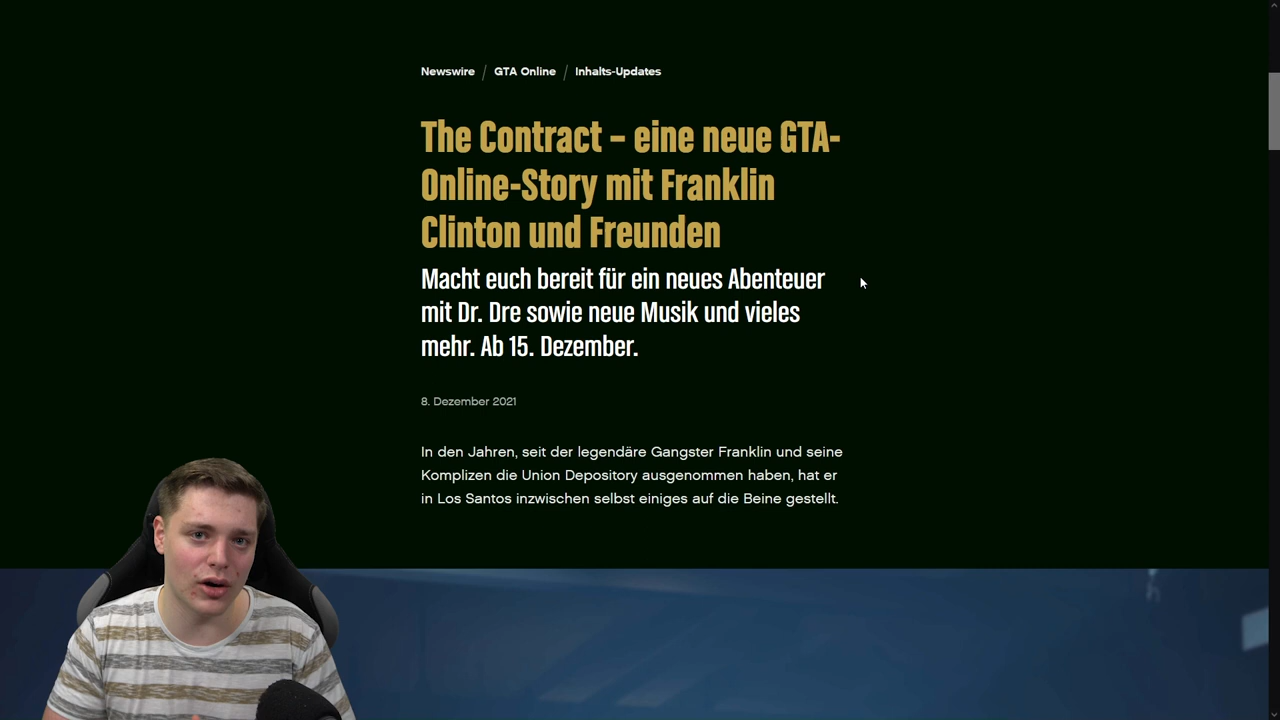 Newswire / GTA Online / Inhalts-Updates
The Contract – eine neue GTA-
Online-Story mit Franklin
Clinton und Freunden
Macht euch bereit für ein neues Abenteuer
mit Dr. Dre sowie neue Musik und vieles
mehr. Ab 15. Dezember.
8. Dezember 2021
In den Jahren, seit der legendäre Gangster Franklin und seine
Komplizen die Union Depository ausgenommen haben, hat er
in Los Santos inzwischen selbst einiges auf die Beine gestellt.